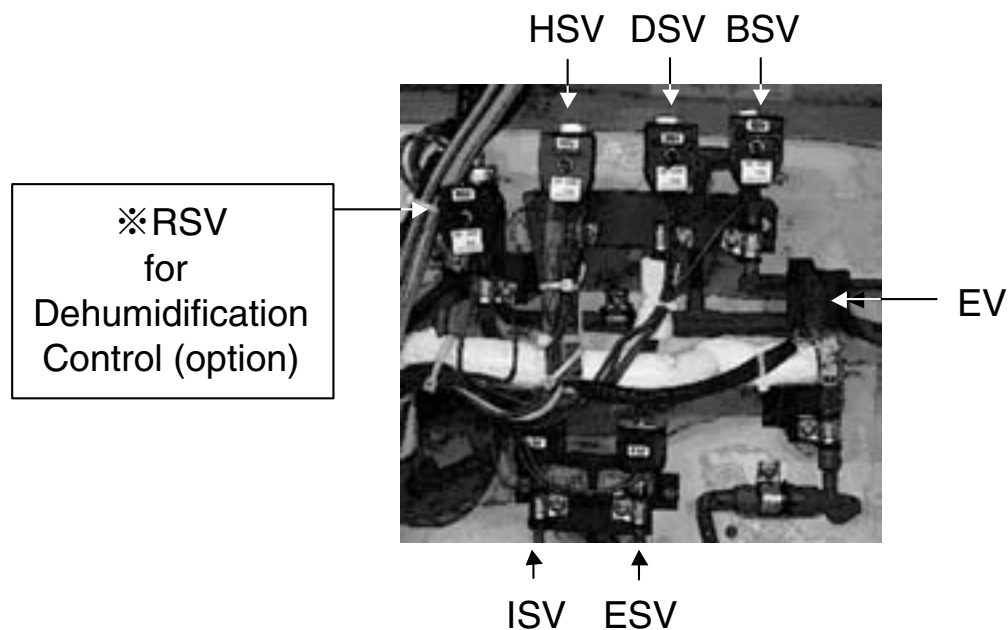 HSV DSV BSV
※RSV
for
Dehumidification
Control (option)
EV
ISV ESV